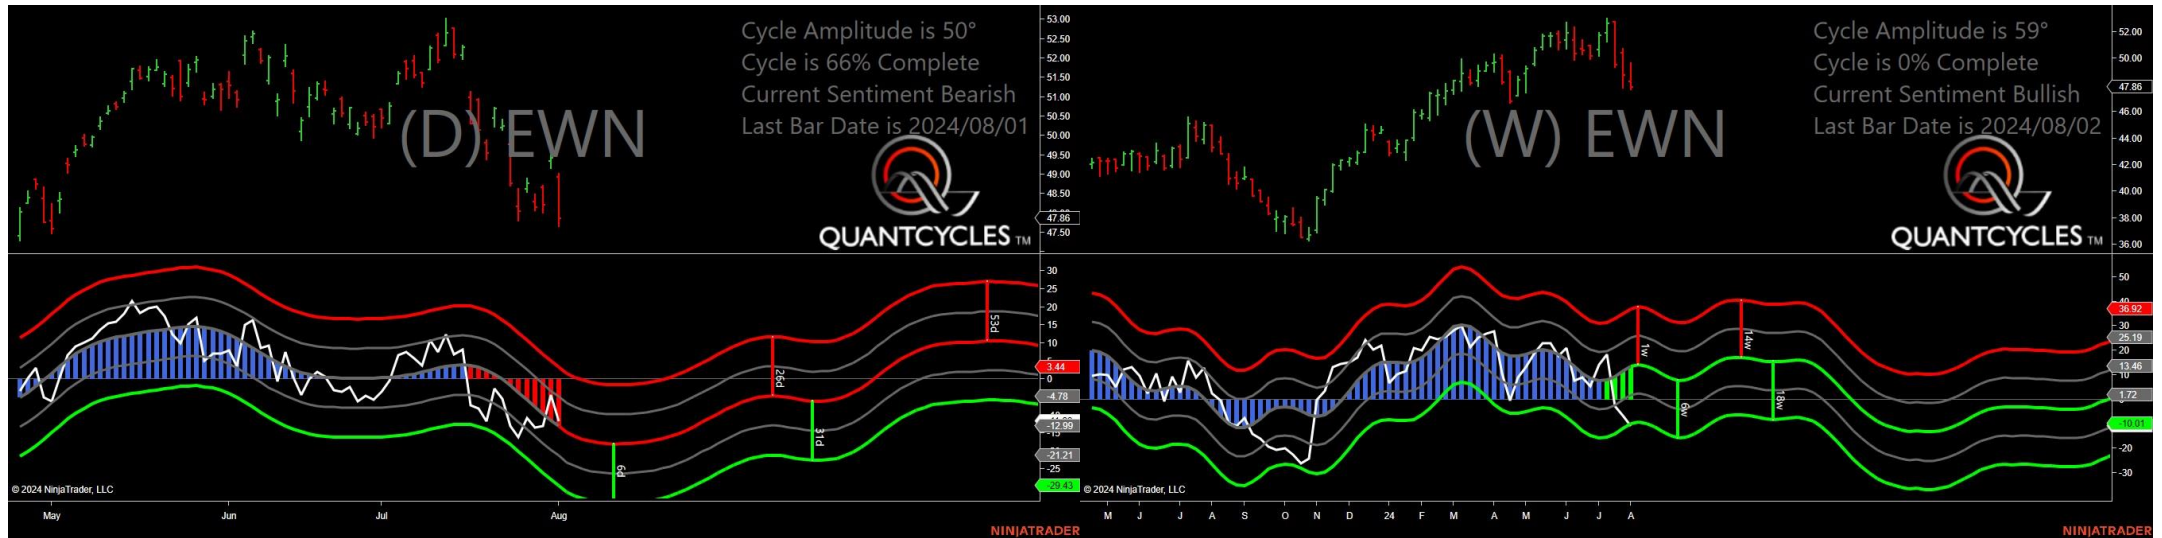 Cycle Amplitude is 50°
Cycle is 66% Complete
Current Sentiment Bearish
Last Bar Date is 2024/08/01
(D) EWN
QUANTCYCLES TM
53.00
52.50
52.00
51.50
51.00
50.50
50.00
49.50
49.00
48.50
47.86
47.50
30
25
20
15
10
5
3.44
0
-4.78
-12.99
-21.21
-25
-29.43
6d
26d
31d
53d
© 2024 NinjaTrader, LLC
May Jun Jul Aug
NINJATRADER
Cycle Amplitude is 59°
Cycle is 0% Complete
Current Sentiment Bullish
Last Bar Date is 2024/08/02
(W) EWN
QUANTCYCLES TM
52.00
50.00
47.86
46.00
44.00
42.00
40.00
38.00
36.00
50
40
36.92
30
25.19
20
13.46
10
1.72
-10.01
-20
-30
1w
6w
14w
18w
© 2024 NinjaTrader, LLC
M J J A S O N D 24 F M A M J J A
NINJATRADER